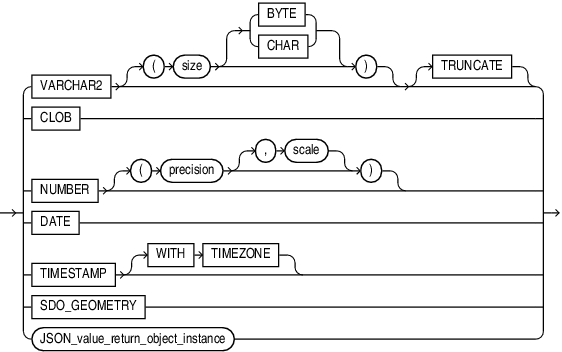 BYTE
( size CHAR )
VARCHAR2 TRUNCATE
CLOB
, scale
( precision )
NUMBER
DATE
WITH TIMEZONE
TIMESTAMP
SDO_GEOMETRY
JSON_value_return_object_instance